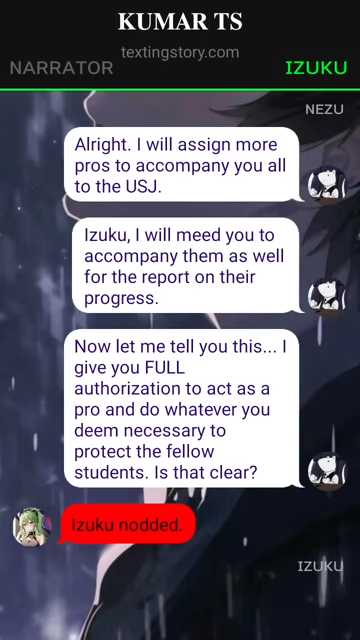 KUMAR TS
textingstory.com
NARRATOR
IZUKU
NEZU
Alright. I will assign more
pros to accompany you all
to the USJ.
Izuku, I will meed you to
accompany them as well
for the report on their
progress.
Now let me tell you this... I
give you FULL
authorization to act as a
pro and do whatever you
deem necessary to
protect the fellow
students. Is that clear?
Izuku nodded.
IZUKU